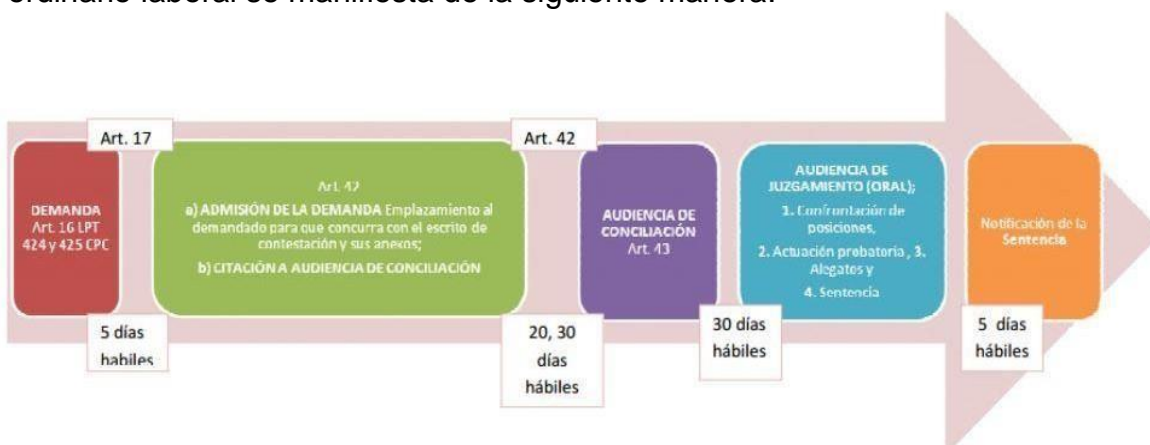 ordinario laboral se manifiesta de la siguiente manera:
Art. 17
Art. 42
DEMANDA
Art. 16 LPT
424 y 425 CPC
Art. 42
a) ADMISIÓN DE LA DEMANDA Emplazamiento al
demandado para que concurra con el escrito de
contestación y sus anexos;
b) CITACIÓN A AUDIENCIA DE CONCILIACIÓN
AUDIENCIA DE
CONCILIACIÓN
Art. 43
AUDIENCIA DE
JUZGAMIENTO (ORAL);
1. Confrontación de
posiciones,
2. Actuación probatoria , 3.
Alegatos y
4. Sentencia
Notificación de la
Sentencia
5 días
habiles
20, 30
días
hábiles
30 días
hábiles
5 días
hábiles